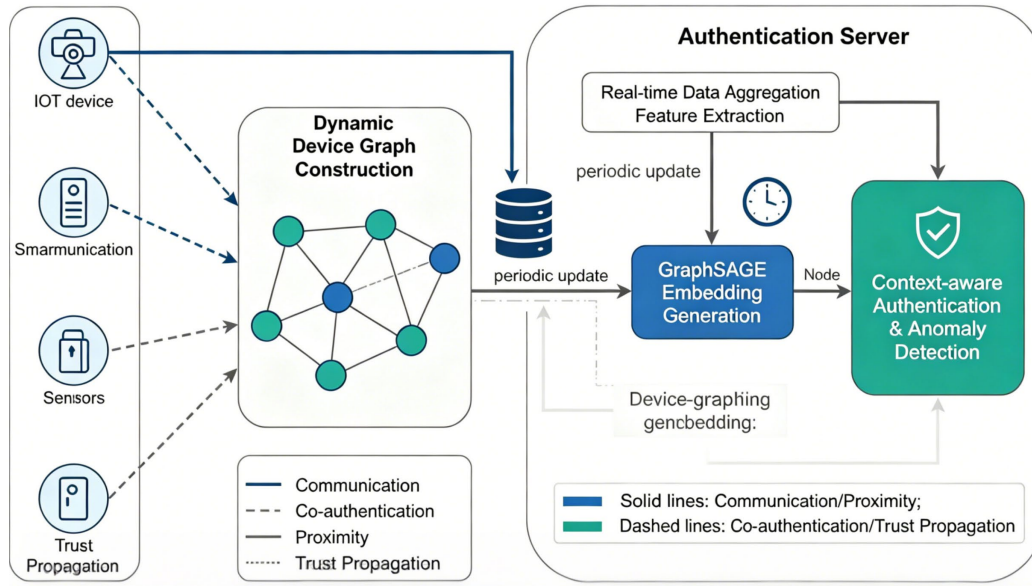 IOT device
Smarmunication
Sensors
Trust
Propagation
Dynamic
Device Graph
Construction
Communication
Co-authentication
Proximity
Trust Propagation
Authentication Server
Real-time Data Aggregation
Feature Extraction
periodic update
periodic update
GraphSAGE
Embedding
Generation
Node
Context-aware
Authentication
& Anomaly
Detection
Device-graphing
gencbedding:
Solid lines: Communication/Proximity;
Dashed lines: Co-authentication/Trust Propagation